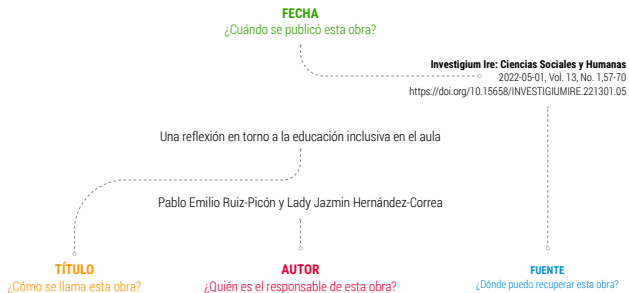 FECHA
¿Cuándo se publicó esta obra?
Investigium Ire: Ciencias Sociales y Humanas
2022-05-01, Vol. 13, No. 1,57-70
https://doi.org/10.15658/INVESTIGIUMIRE.221301.05
Una reflexión en torno a la educación inclusiva en el aula
Pablo Emilio Ruiz-Picón y Lady Jazmin Hernández-Correa
TÍTULO
¿Cómo se llama esta obra?
AUTOR
¿Quién es el responsable de esta obra?
FUENTE
¿Dónde puedo recuperar esta obra?